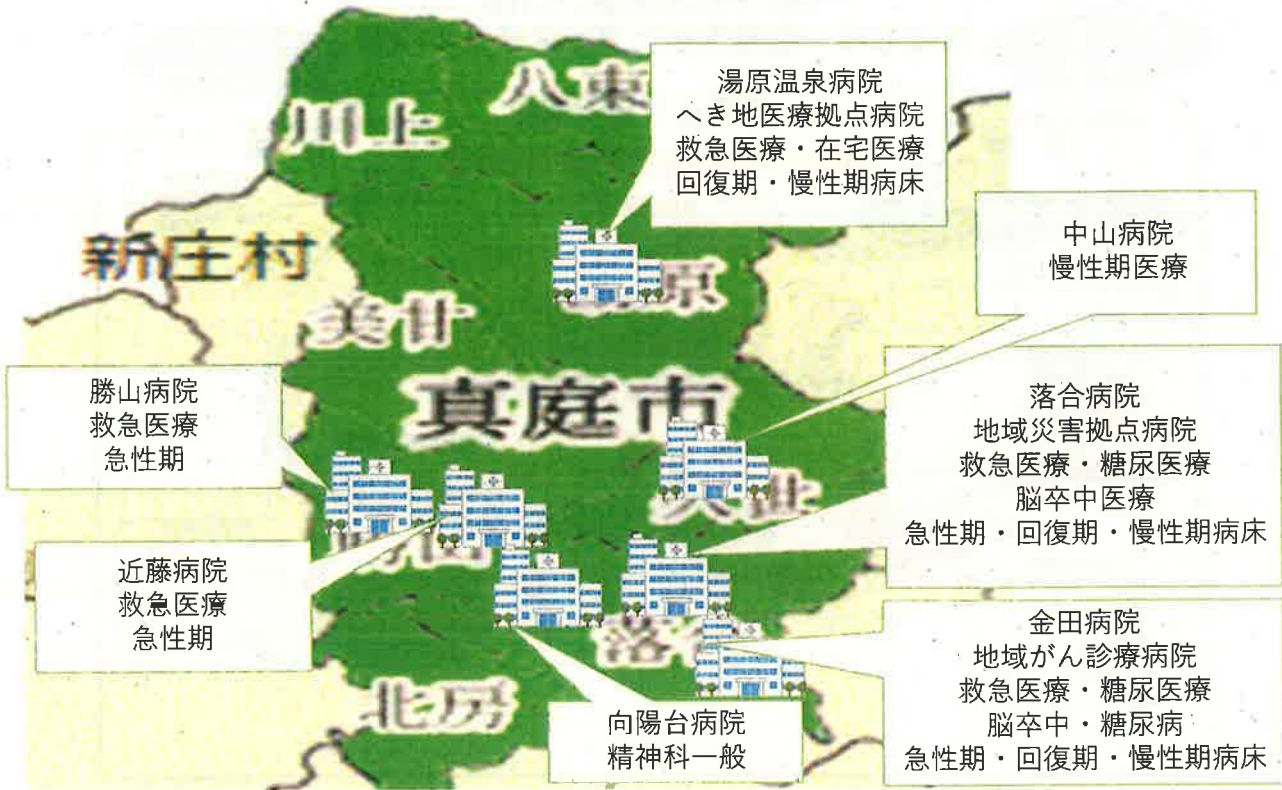 八束
川上
新庄村
美甘
真庭市
北房
湯原温泉病院
へき地医療拠点病院
救急医療・在宅医療
回復期・慢性期病床
中山病院
慢性期医療
勝山病院
救急医療
急性期
落合病院
地域災害拠点病院
救急医療・糖尿医療
脳卒中医療
急性期・回復期・慢性期病床
近藤病院
救急医療
急性期
向陽台病院
精神科一般
金田病院
地域がん診療病院
救急医療・糖尿医療
脳卒中・糖尿病
急性期・回復期・慢性期病床
原
落